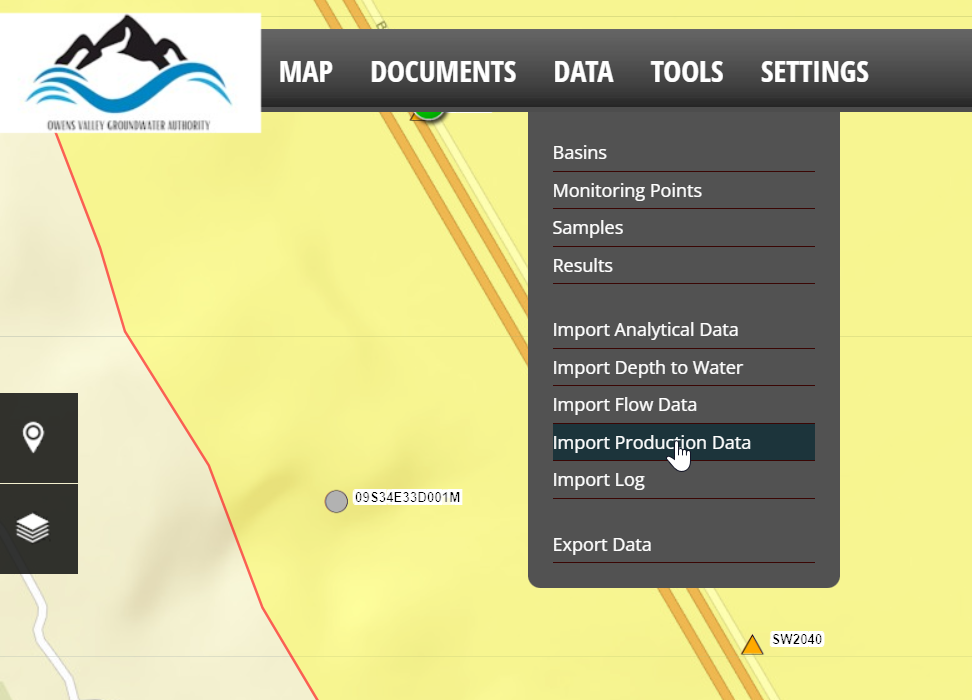 OWENS VALLEY GROUNDWATER AUTHORITY
MAP DOCUMENTS DATA TOOLS SETTINGS
Basins
Monitoring Points
Samples
Results
Import Analytical Data
Import Depth to Water
Import Flow Data
Import Production Data
Import Log
Export Data
09S34E33D001M
SW2040